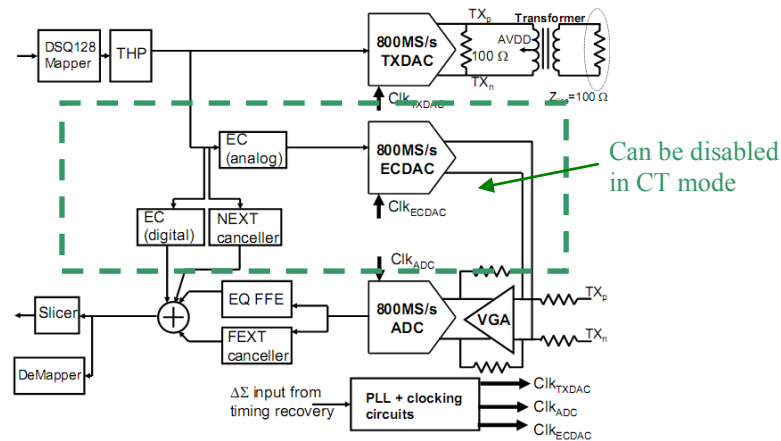 TXp
Transformer
DSQ128
Mapper
THP
800MS/s
TXDAC
100 Ω
AVDD
TXn
ClkTXDAC
=100 Ω
EC
(analog)
800MS/s
ECDAC
Can be disabled
in CT mode
ClkECDAC
EC
(digital)
NEXT
canceller
ClkADC
Slicer
EQ FFE
FEXT
canceller
800MS/s
ADC
VGA
TXp
TXn
DeMapper
ΔΣ input from
timing recovery
PLL + clocking
circuits
ClkTXDAC
ClkADC
ClkECDAC